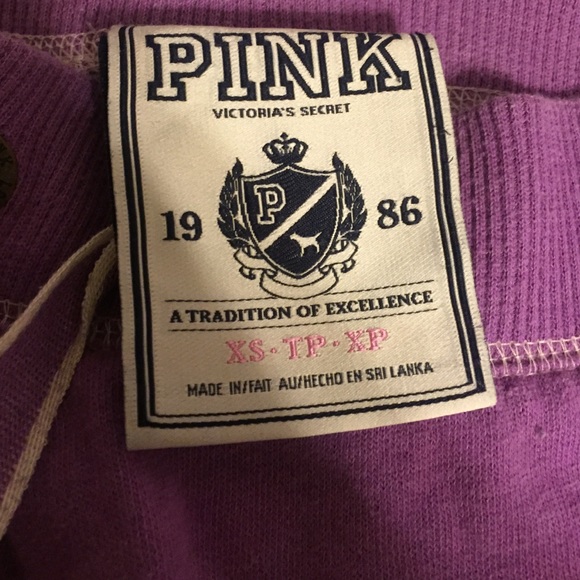 PINK
VICTORIA'S SECRET
P
19 86
A TRADITION OF EXCELLENCE
XS·TP·XP
MADE IN/FAIT AU/HECHO EN SRI LANKA